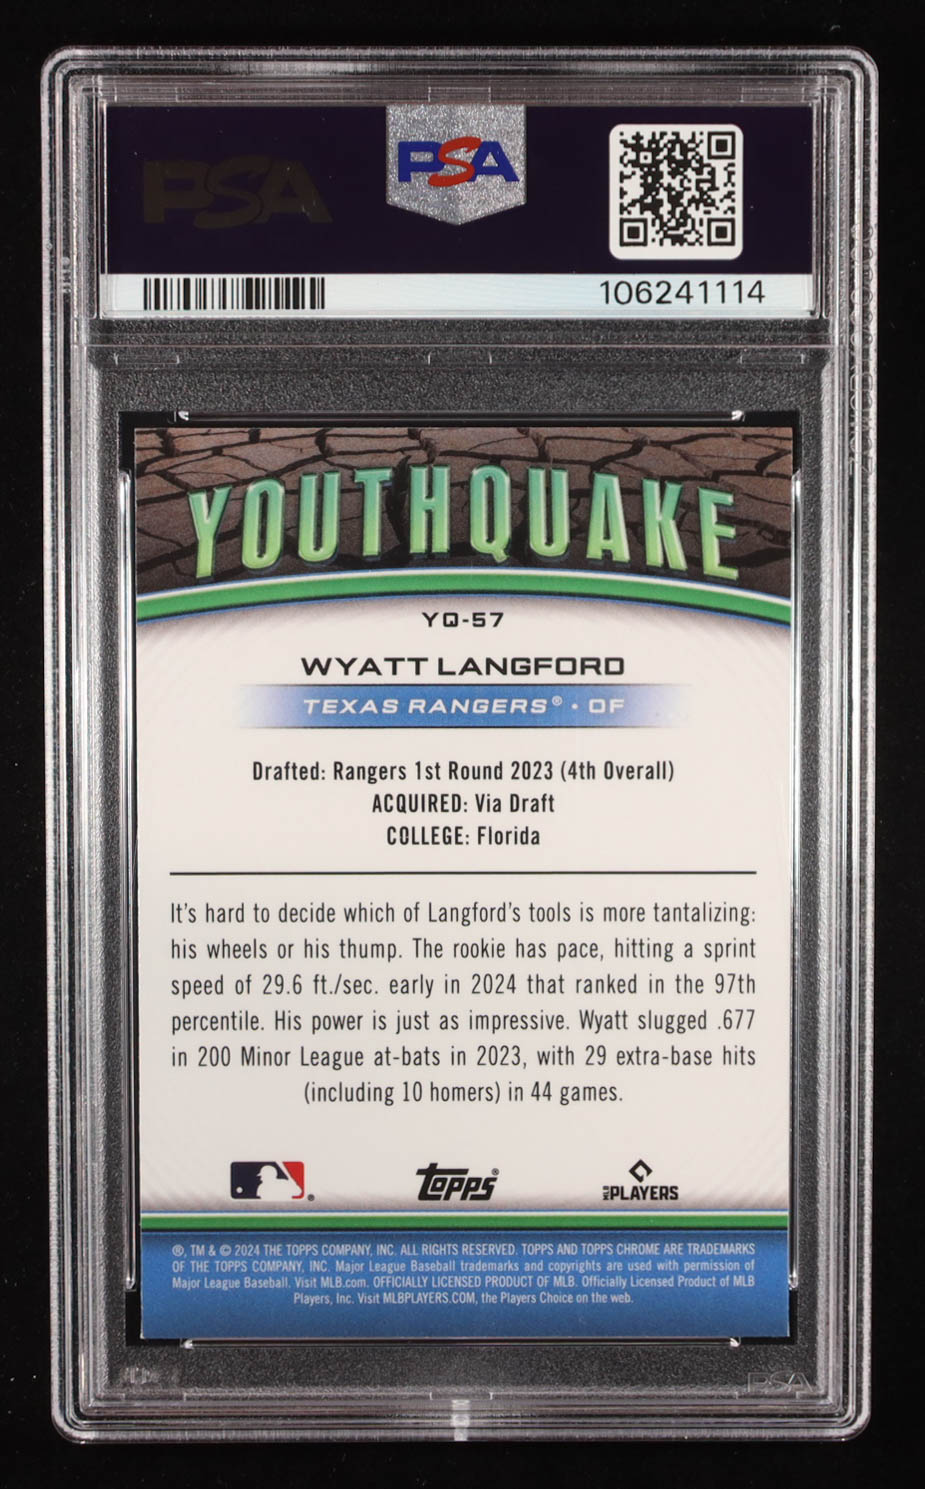 PSA
PSA
106241114
YOUTHQUAKE
YQ-57
WYATT LANGFORD
TEXAS RANGERS® • OF
Drafted: Rangers 1st Round 2023 (4th Overall)
ACQUIRED: Via Draft
COLLEGE: Florida
It's hard to decide which of Langford's tools is more tantalizing:
his wheels or his thump. The rookie has pace, hitting a sprint
speed of 29.6 ft./sec. early in 2024 that ranked in the 97th
percentile. His power is just as impressive. Wyatt slugged .677
in 200 Minor League at-bats in 2023, with 29 extra-base hits
(including 10 homers) in 44 games.
Topps®
MLB PLAYERS
®, TM & © 2024 THE TOPPS COMPANY, INC. ALL RIGHTS RESERVED. TOPPS AND TOPPS CHROME ARE TRADEMARKS
OF THE TOPPS COMPANY, INC. Major League Baseball trademarks and copyrights are used with permission of
Major League Baseball. Visit MLB.com. OFFICIALLY LICENSED PRODUCT OF MLB. Officially Licensed Product of MLB
Players, Inc. Visit MLBPLAYERS.COM, the Players Choice on the web.
PSA